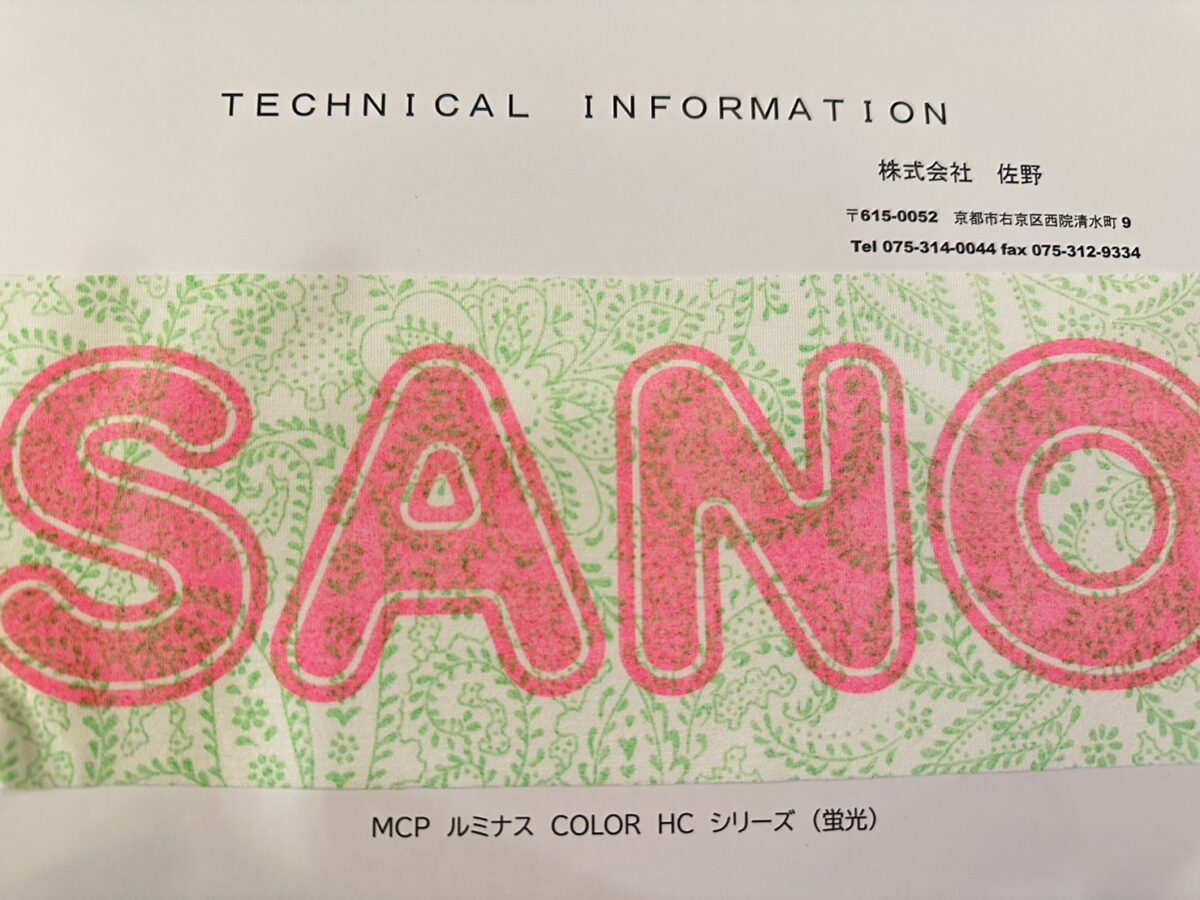 TECHNICAL INFORMATION
株式会社 佐野
〒615-0052 京都市右京区西院清水町 9
Tel 075-314-0044 fax 075-312-9334
SANO
MCP ルミナス COLOR HC シリーズ（蛍光）